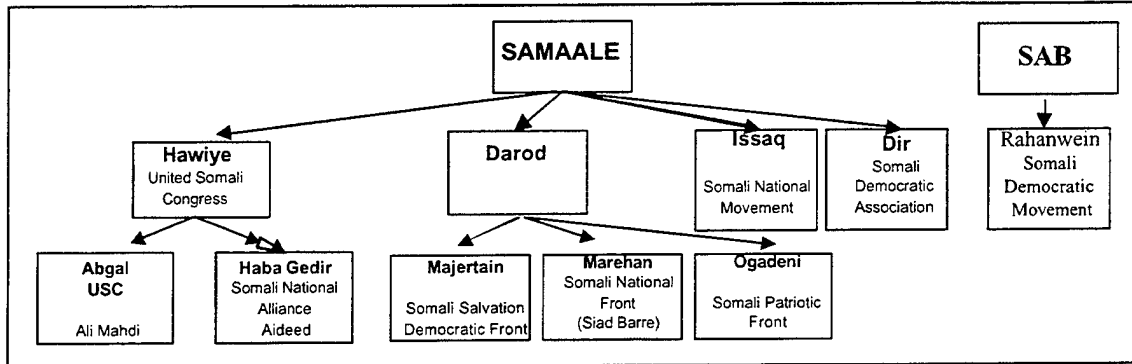 SAMAALE
SAB
Hawiye
United Somali
Congress
Darod
Issaq
Somali National
Movement
Dir
Somali
Democratic
Association
Rahanwein
Somali
Democratic
Movement
Abgal
USC
Ali Mahdi
Haba Gedir
Somali National
Alliance
Aideed
Majertain
Somali Salvation
Democratic Front
Marehan
Somali National
Front
(Siad Barre)
Ogadeni
Somali Patriotic
Front